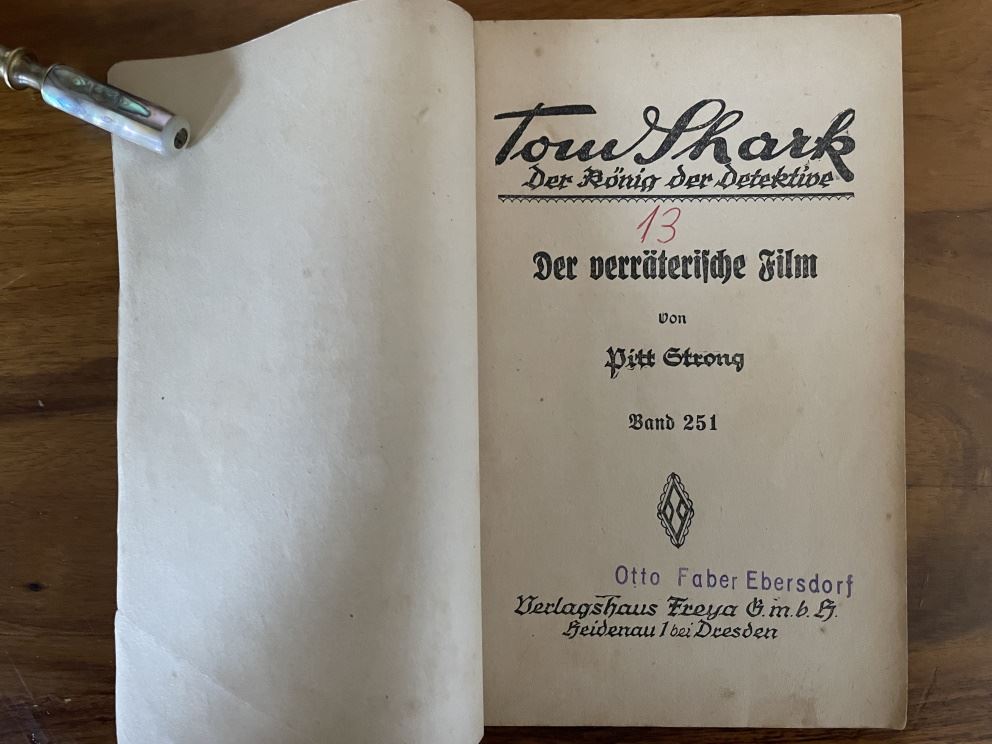 Tom Shark
Der König der Detektive
13
Der verräterische Film
von
Pitt Strong
Band 251
Otto Faber Ebersdorf
Verlagshaus Freya G.m.b.H.
Heidenau 1 bei Dresden